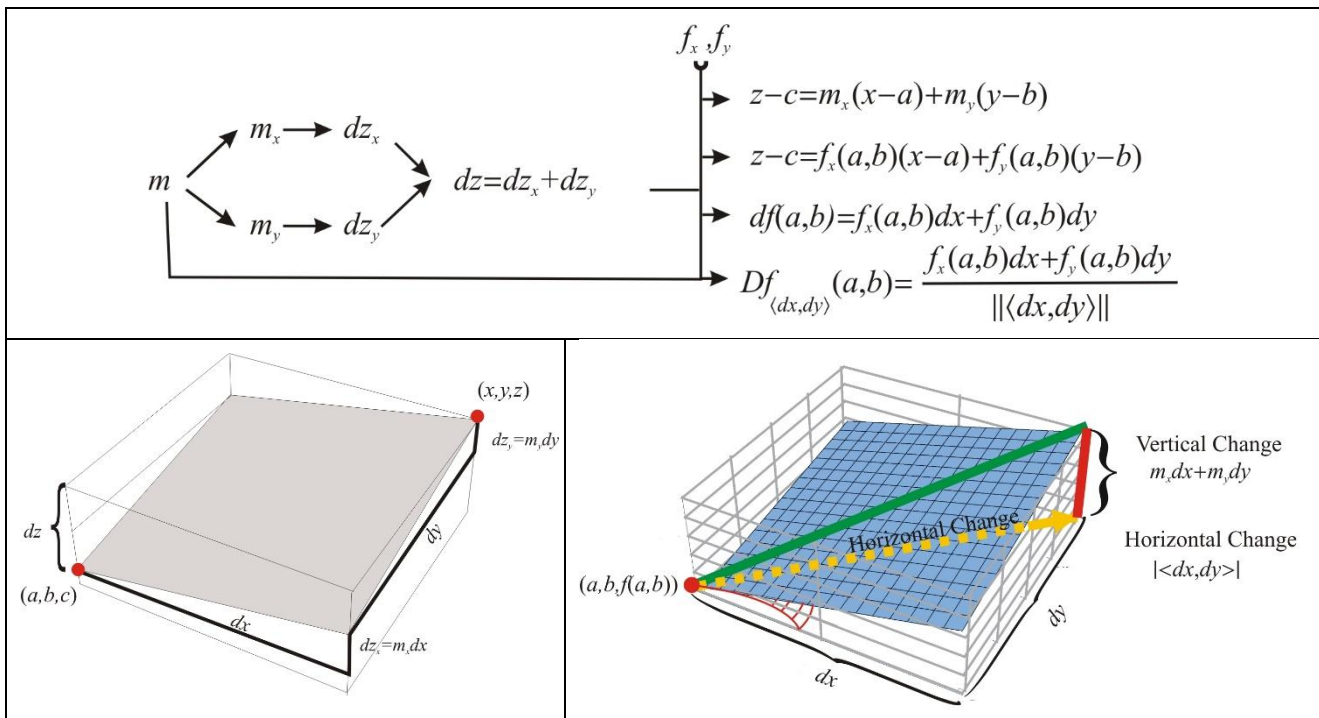 f_x, f_y
z−c=m_x(x−a)+m_y(y−b)
m_x
dz_x
z−c=f_x(a,b)(x−a)+f_y(a,b)(y−b)
m
dz=dz_x+dz_y
m_y
dz_y
df(a,b)=f_x(a,b)dx+f_y(a,b)dy
Df_⟨dx,dy⟩(a,b)= f_x(a,b)dx+f_y(a,b)dy
||⟨dx,dy⟩||
(x,y,z)
dz_y=m_ydy
dz
dy
(a,b,c)
dx
dz_x=m_xdx
Vertical Change
m_xdx+m_ydy
Horizontal Change
Horizontal Change
|<dx,dy>|
(a,b,f(a,b))
dy
dx